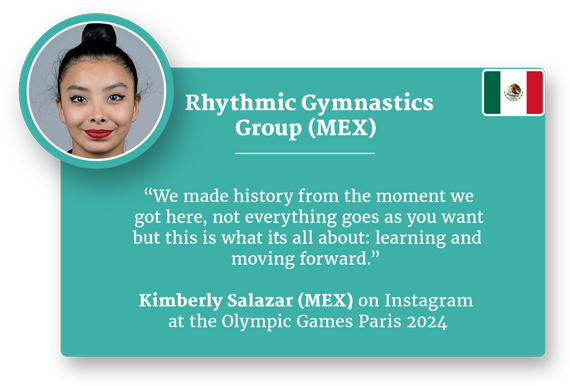 Rhythmic Gymnastics
Group (MEX)
“We made history from the moment we
got here, not everything goes as you want
but this is what it's all about: learning and
moving forward.”
Kimberly Salazar (MEX) on Instagram
at the Olympic Games Paris 2024